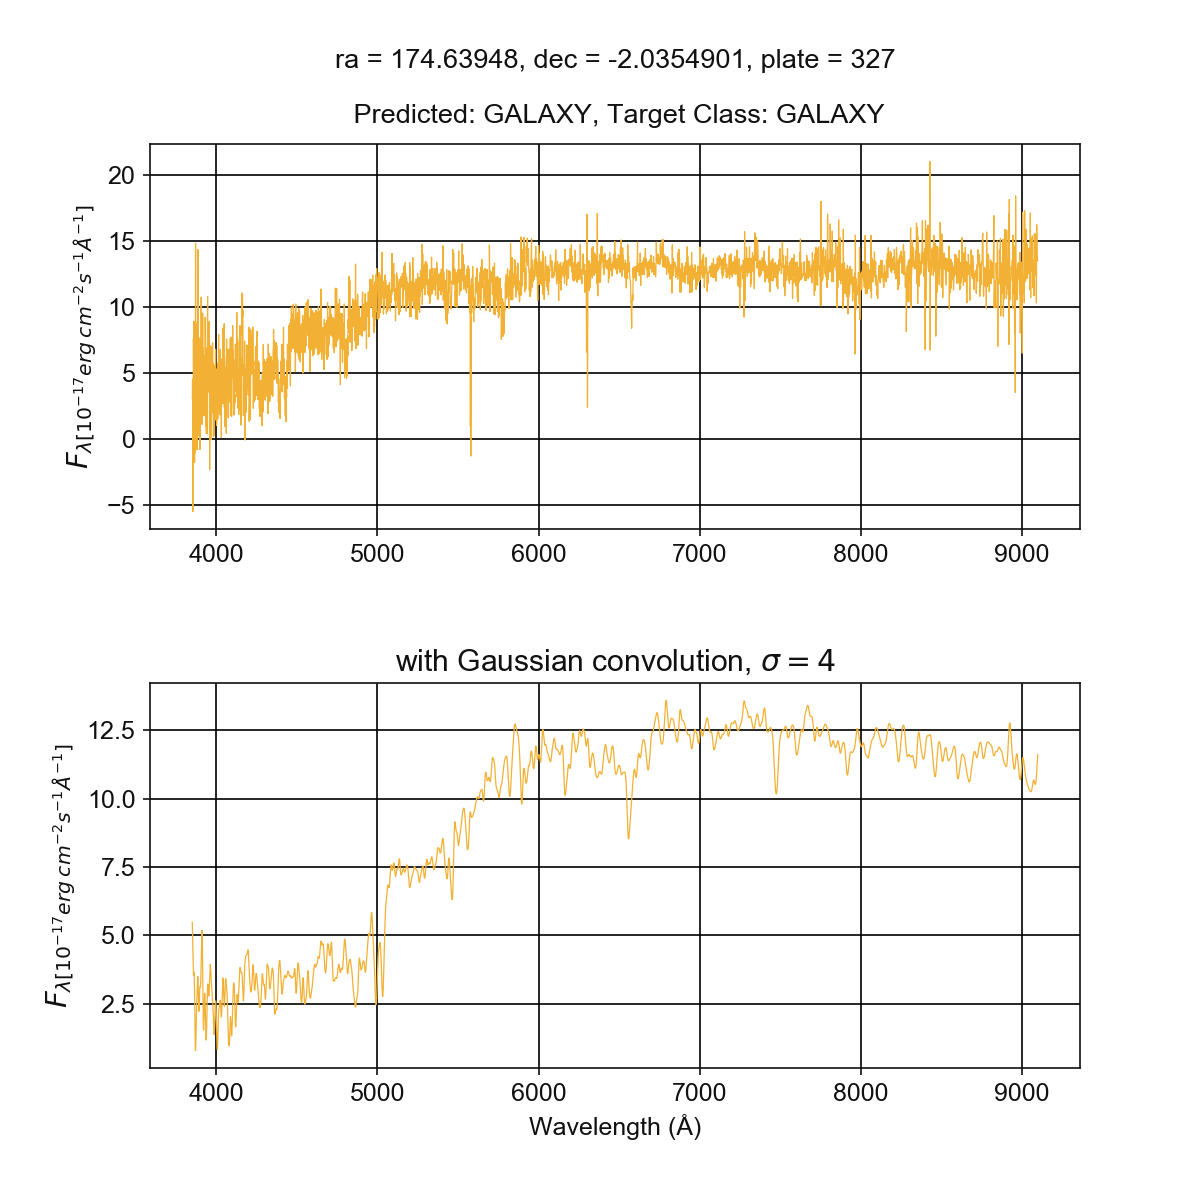 ra = 174.63948, dec = -2.0354901, plate = 327
Predicted: GALAXY, Target Class: GALAXY
F_{λ[10^{−17}erg cm^{−2}s^{−1}Å^{−1}]}
20
15
10
5
0
−5
4000 5000 6000 7000 8000 9000
with Gaussian convolution, σ = 4
F_{λ[10^{−17}erg cm^{−2}s^{−1}Å^{−1}]}
12.5
10.0
7.5
5.0
2.5
4000 5000 6000 7000 8000 9000
Wavelength (Å)